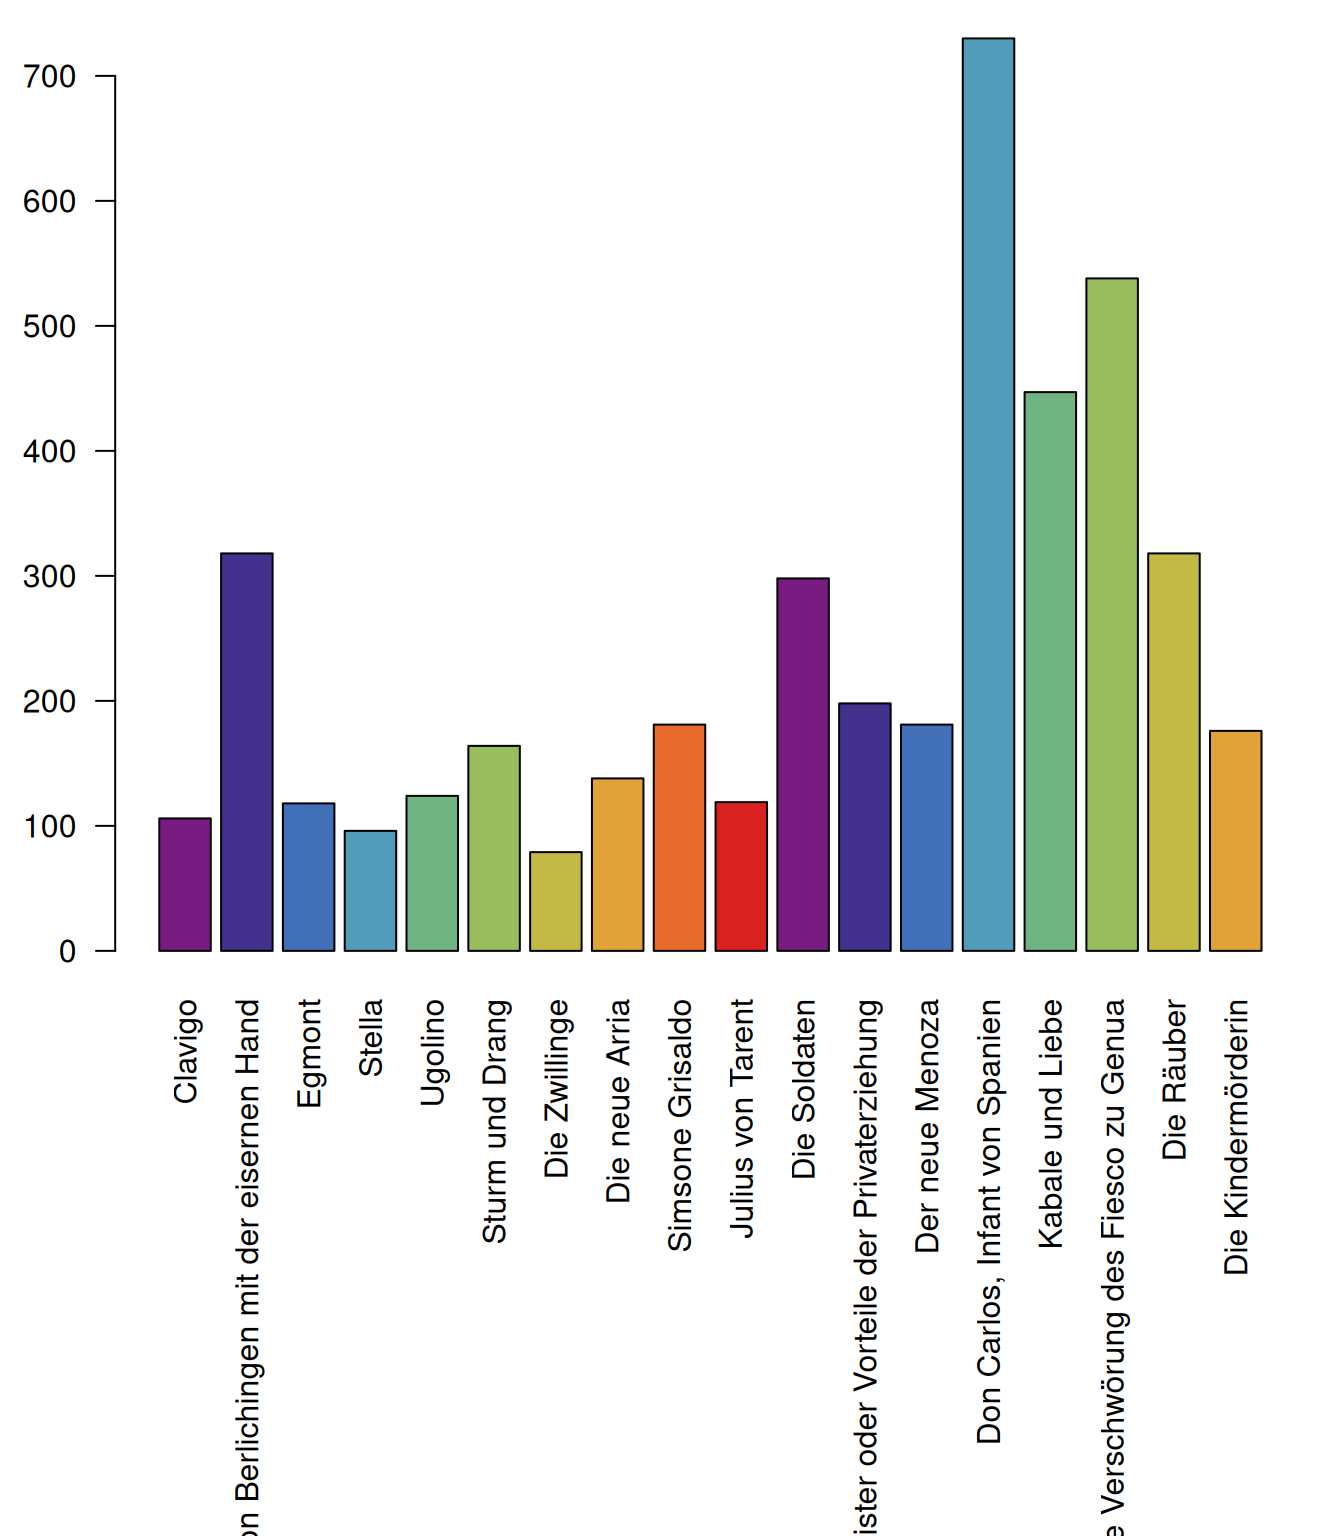 700
600
500
400
300
200
100
0
Clavigo
Berlichingen mit der eisernen Hand
Egmont
Stella
Ugolino
Sturm und Drang
Die Zwillinge
Die neue Arria
Simsone Grisaldo
Julius von Tarent
Die Soldaten
oder Vorteile der Privaterziehung
Der neue Menoza
Don Carlos, Infant von Spanien
Kabale und Liebe
Verschwörung des Fiesco zu Genua
Die Räuber
Die Kindermörderin